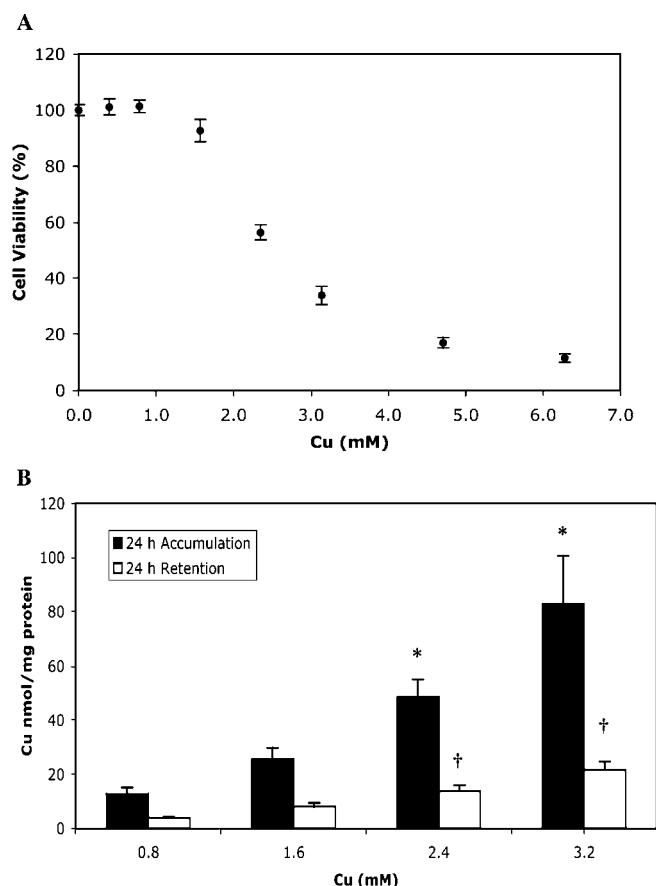 A
120
100
80
60
40
20
0
Cell Viability (%)
0.0 1.0 2.0 3.0 4.0 5.0 6.0 7.0
Cu (mM)
B
120
100
80
60
40
20
0
Cu nmol/mg protein
24 h Accumulation
24 h Retention
*
*
†
†
0.8 1.6 2.4 3.2
Cu (mM)